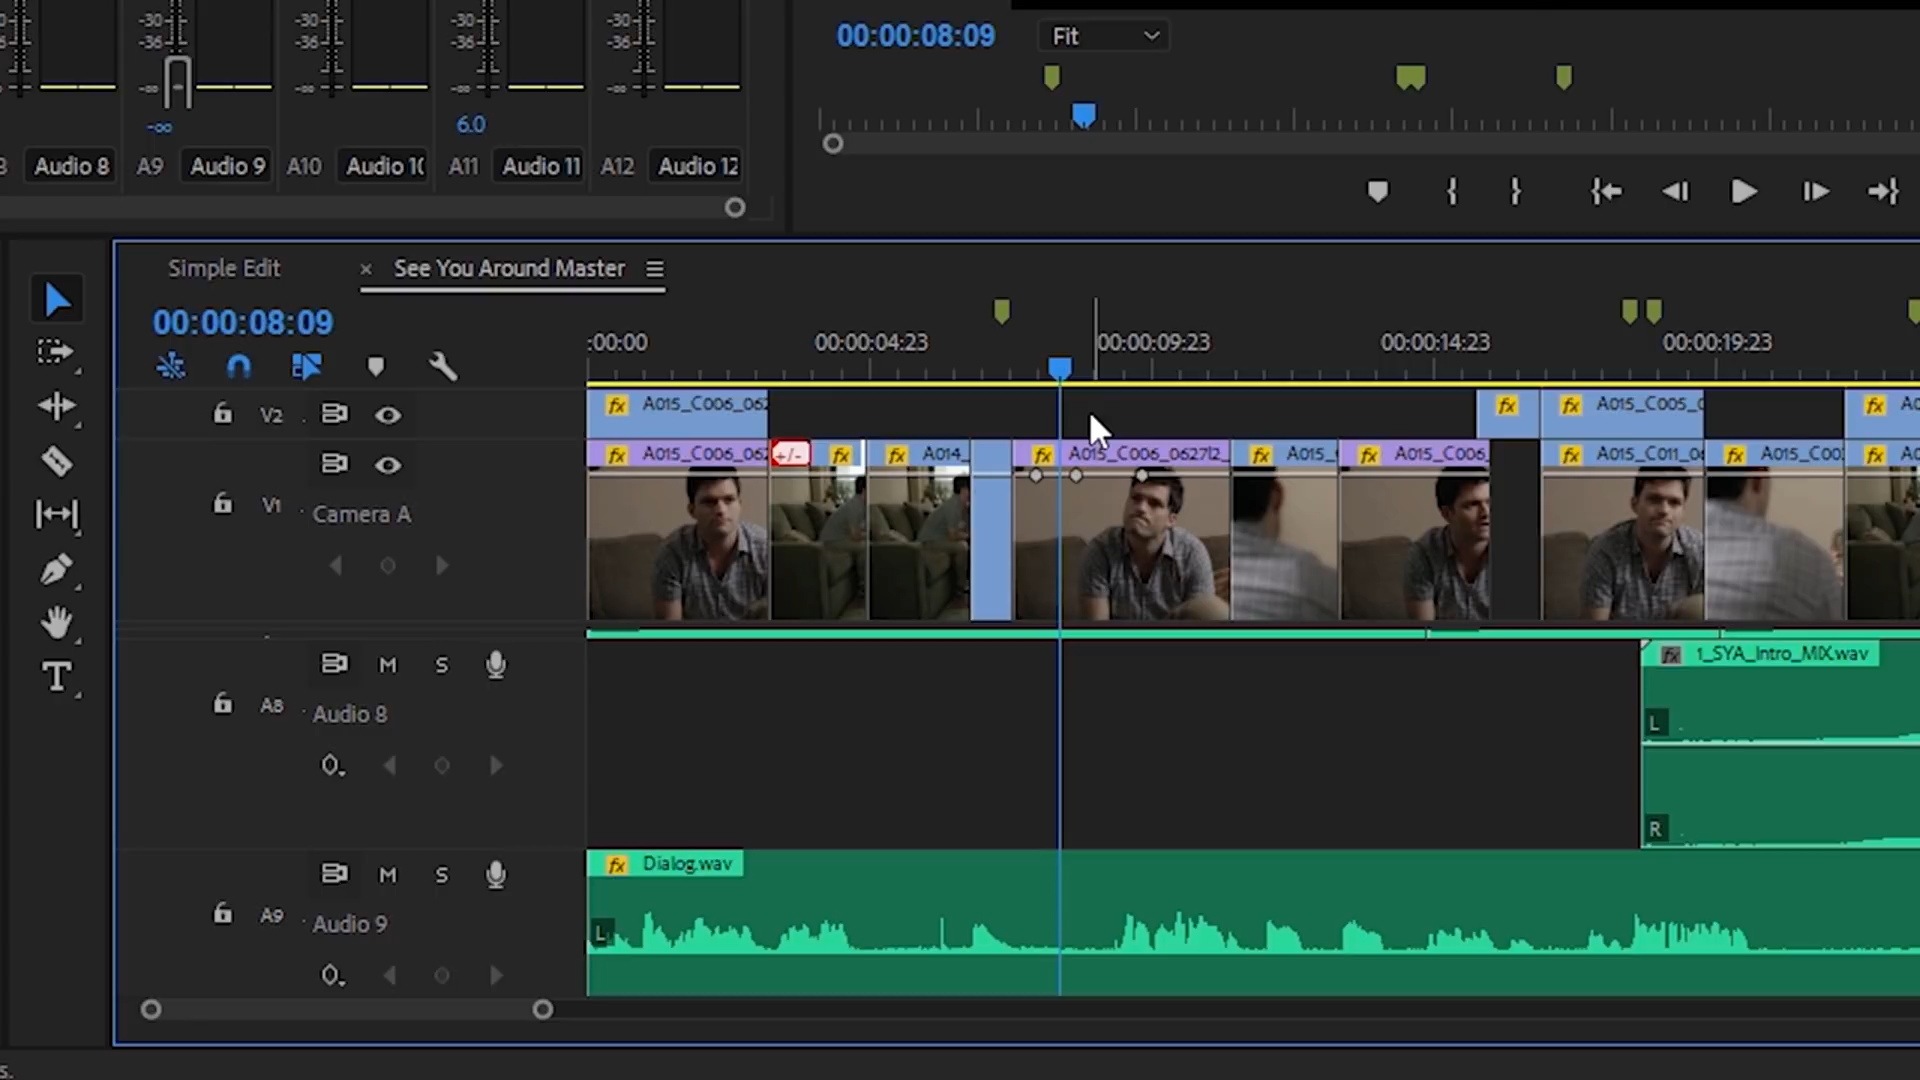 -30 -30 -30 -30
-36 -36 -36 -36
-∞ -∞ -∞ -∞
-∞ 6.0
Audio 8 A9 Audio 9 A10 Audio 10 A11 Audio 11 A12 Audio 12
00:00:08:09 Fit
Simple Edit × See You Around Master
00:00:08:09
:00:00 00:00:04:23 00:00:09:23 00:00:14:23 00:00:19:23
V2 fx A015_C006_062 fx fx A015_C005_0 fx A0
fx A015_C006_062 +/- fx fx A014_ fx A015_C006_0627I2_ fx A015_ fx A015_C006_ fx A015_C011_06 fx A015_C00 fx A0
V1 Camera A
M S
A8 Audio 8
fx 1_SYA_Intro_MIX.wav
L
R
M S
A9 Audio 9
fx Dialog.wav
L
s.